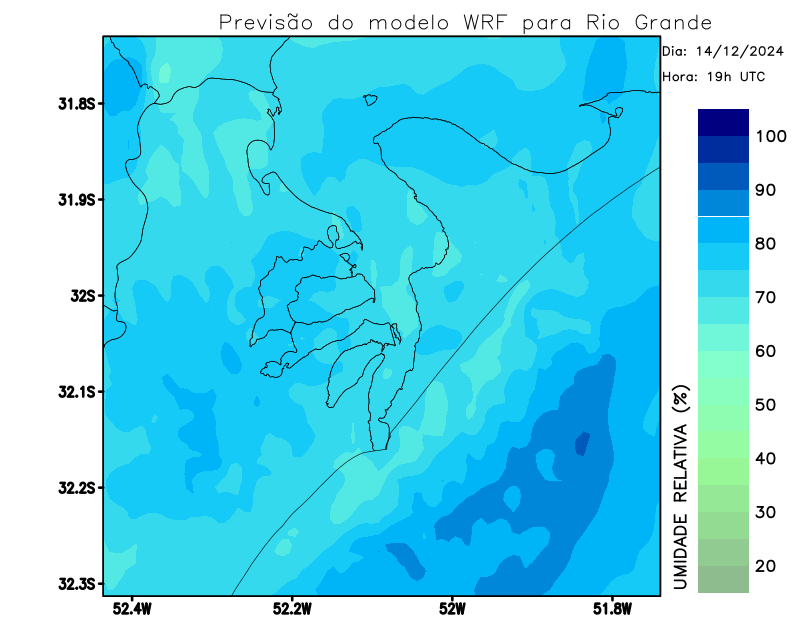 Previsão do modelo WRF para Rio Grande
Dia: 14/12/2024
Hora: 19h UTC
31.8S
31.9S
32S
32.1S
32.2S
32.3S
52.4W
52.2W
52W
51.8W
100
90
80
70
60
50
40
30
20
UMIDADE RELATIVA (%)